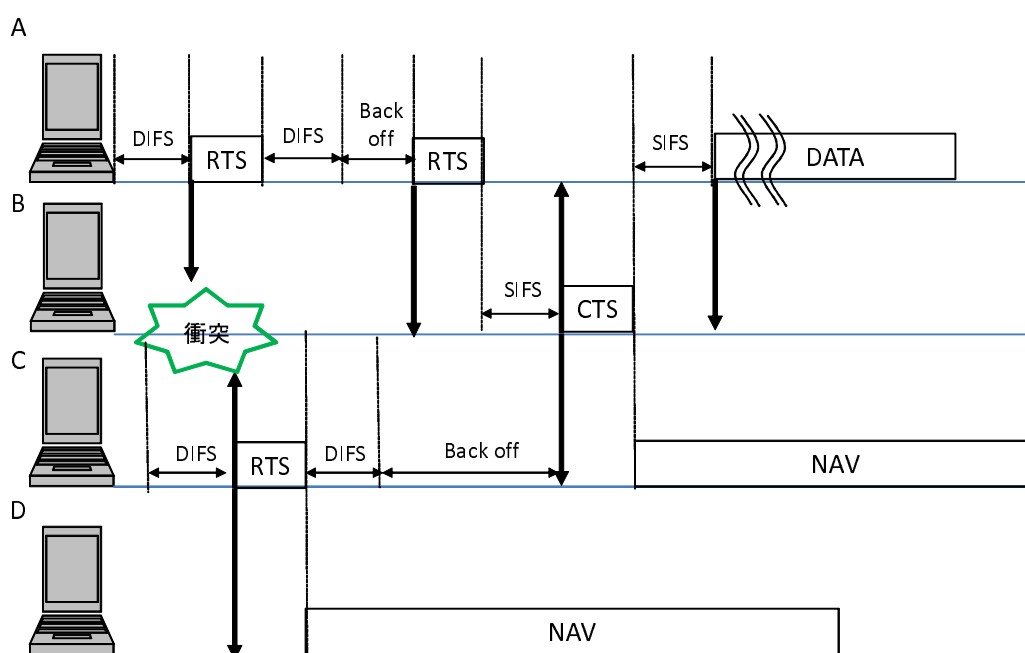 A
DIFS
RTS
DIFS
Back
off
RTS
SIFS
DATA
B
衝突
SIFS
CTS
C
DIFS
RTS
DIFS
Back off
NAV
D
NAV